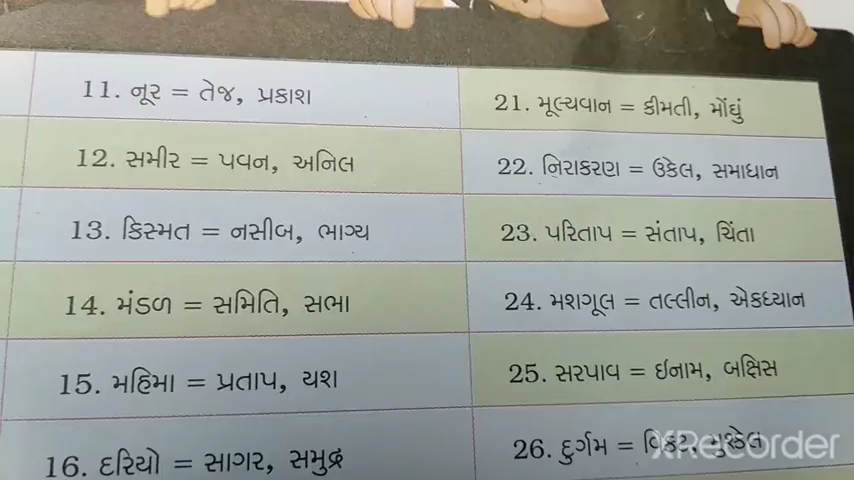 11. નૂર = તેજ, પ્રકાશ
12. સમીર = પવન, અનિલ
13. કિસ્મત = નસીબ, ભાગ્ય
14. મંડળ = સમિતિ, સભા
15. મહિમા = પ્રતાપ, યશ
16. દરિયો = સાગર, સમુદ્ર
21. મૂલ્યવાન = કીમતી, મોંઘું
22. નિરાકરણ = ઉકેલ, સમાધાન
23. પરિતાપ = સંતાપ, ચિંતા
24. મશગૂલ = તલ્લીન, એકધ્યાન
25. સરપાવ = ઇનામ, બક્ષિસ
26. દુર્ગમ = વિકટ, મુશ્કેલ
XRecorder